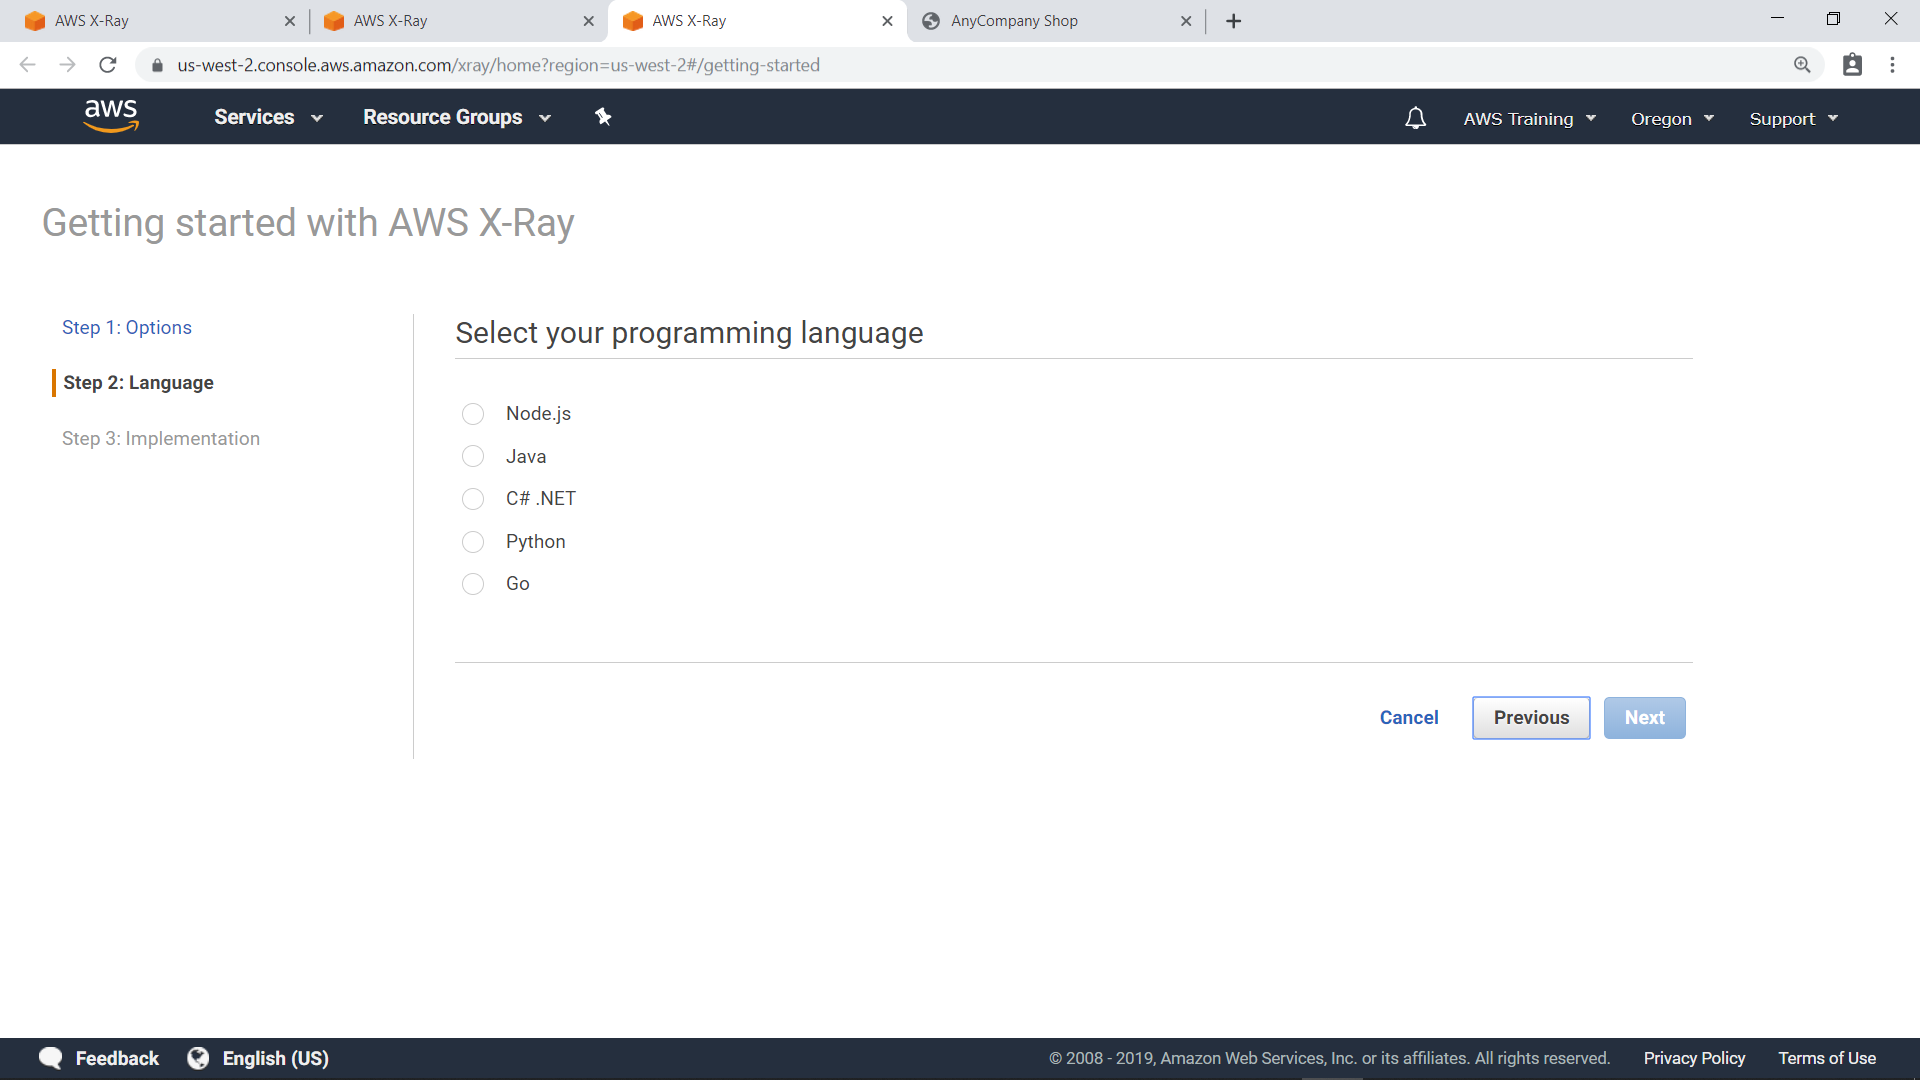 AWS X-Ray
AWS X-Ray
AWS X-Ray
AnyCompany Shop
us-west-2.console.aws.amazon.com/xray/home?region=us-west-2#/getting-started
aws
Services
Resource Groups
AWS Training
Oregon
Support
Getting started with AWS X-Ray
Step 1: Options
Step 2: Language
Step 3: Implementation
Select your programming language
Node.js
Java
C# .NET
Python
Go
Cancel
Previous
Next
Feedback
English (US)
© 2008 - 2019, Amazon Web Services, Inc. or its affiliates. All rights reserved.
Privacy Policy
Terms of Use